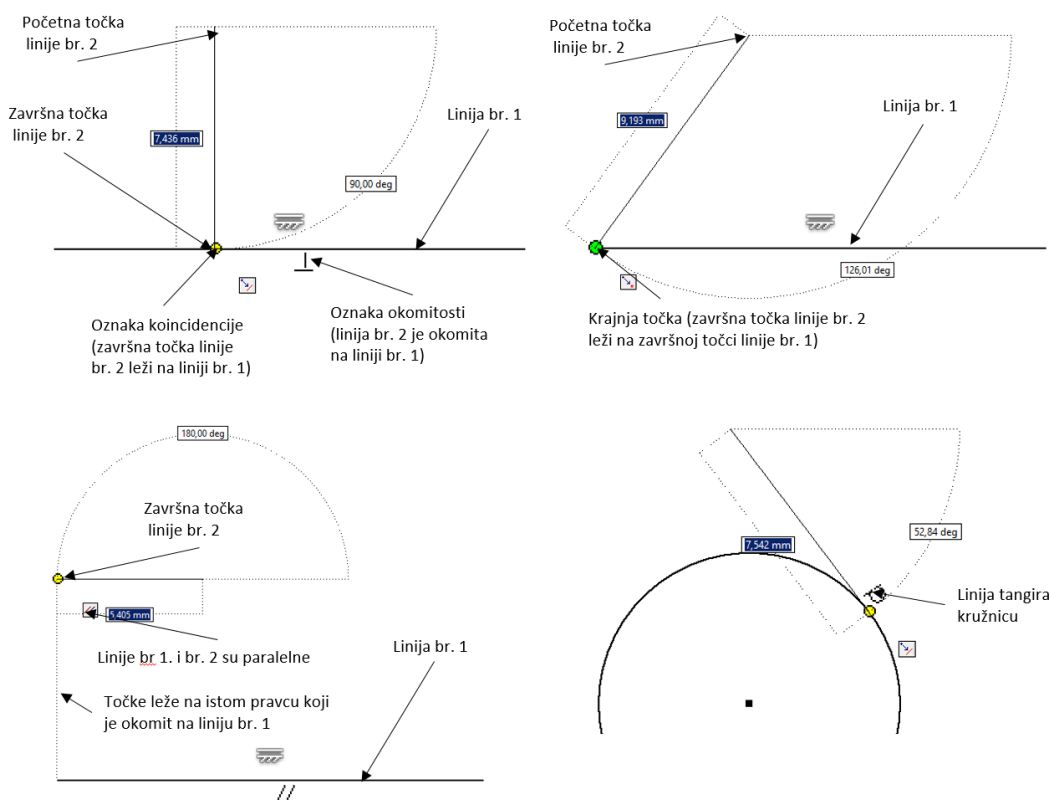 Početna točka
linije br. 2
Završna točka
linije br. 2
7,436 mm
Linija br. 1
90,00 deg
Oznaka koincidencije
(završna točka linije
br. 2 leži na liniji br. 1)
Oznaka okomitosti
(linija br. 2 je okomita
na liniji br. 1)
Početna točka
linije br. 2
9,193 mm
Linija br. 1
126,01 deg
Krajnja točka (završna točka linije br. 2
leži na završnoj točci linije br. 1)
180,00 deg
Završna točka
linije br. 2
5,405 mm
Linije br 1. i br. 2 su paralelne
Linija br. 1
Točke leže na istom pravcu koji
je okomit na liniju br. 1
7,542 mm
52,84 deg
Linija tangira
kružnicu